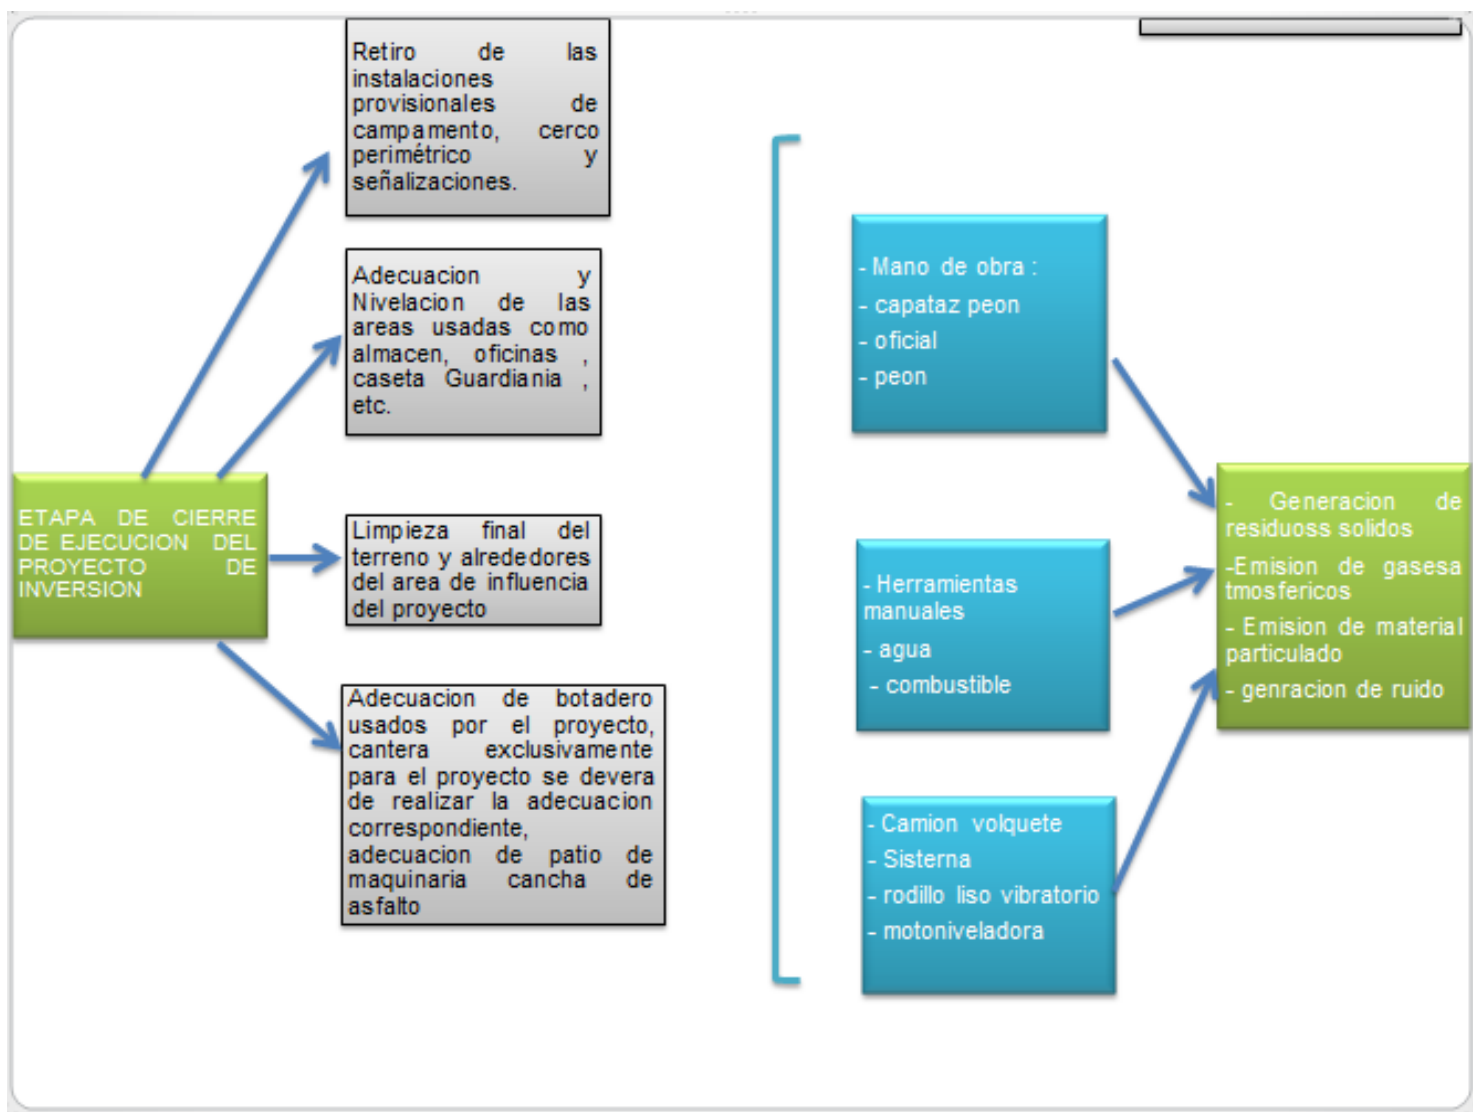 Retiro de las
instalaciones
provisionales de
campamento, cerco
perimétrico y
señalizaciones.
Adecuacion y
Nivelacion de las
areas usadas como
almacen, oficinas ,
caseta Guardiania ,
etc.
ETAPA DE CIERRE
DE EJECUCION DEL
PROYECTO DE
INVERSION
Limpieza final del
terreno y alrededores
del area de influencia
del proyecto
Adecuacion de botadero
usados por el proyecto,
cantera exclusivamente
para el proyecto se devera
de realizar la adecuacion
correspondiente,
adecuacion de patio de
maquinaria cancha de
asfalto
- Mano de obra :
- capataz peon
- oficial
- peon
- Herramientas
manuales
- agua
- combustible
- Camion volquete
- Sisterna
- rodillo liso vibratorio
- motoniveladora
- Generacion de
residuoss solidos
-Emision de gasesa
tmosfericos
- Emision de material
particulado
- genracion de ruido